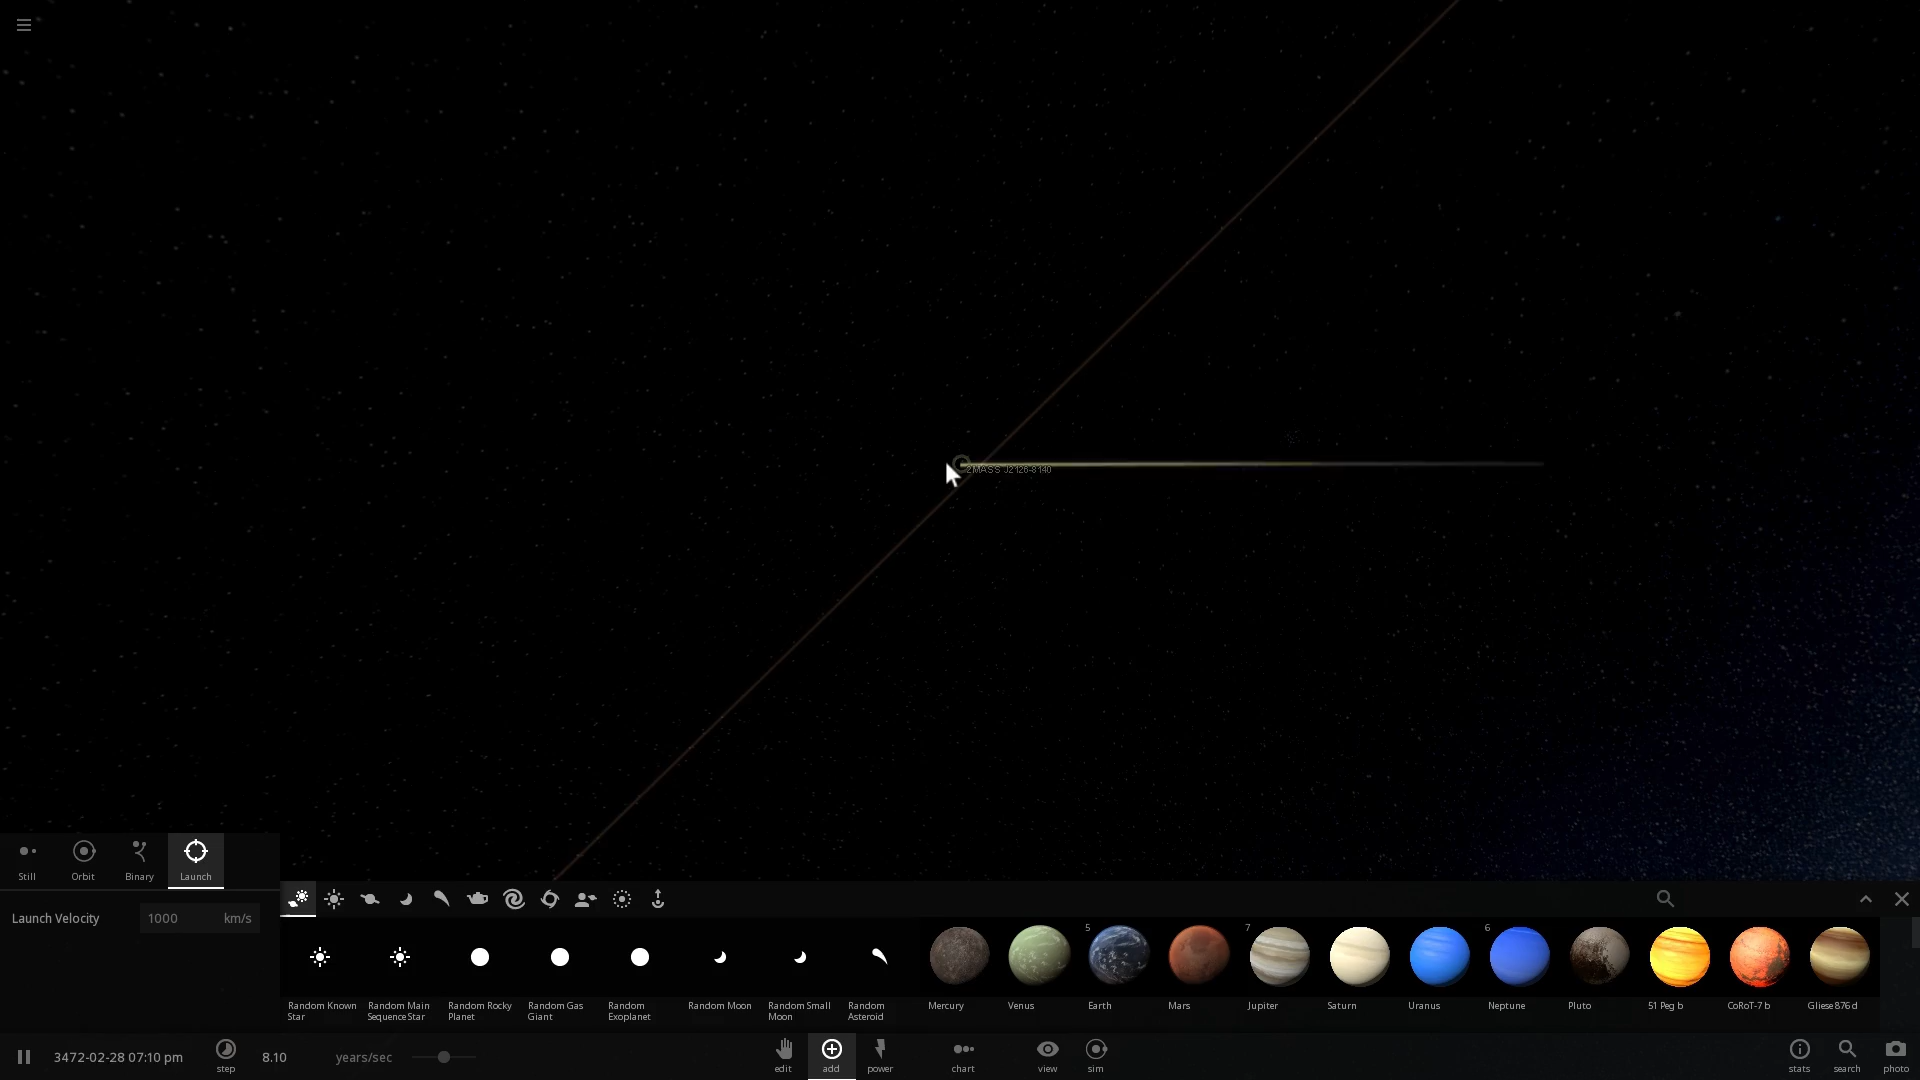 2MASS J2126-8140
Still
Orbit
Binary
Launch
Launch Velocity
1000
km/s
5
7
6
Random Known
Star
Random Main
Sequence Star
Random Rocky
Planet
Random Gas
Giant
Random
Exoplanet
Random Moon
Random Small
Moon
Random
Asteroid
Mercury
Venus
Earth
Mars
Jupiter
Saturn
Uranus
Neptune
Pluto
51 Peg b
CoRoT-7 b
Gliese 876 d
3472-02-28 07:10 pm
step
8.10
years/sec
edit
add
power
chart
view
sim
stats
search
photo